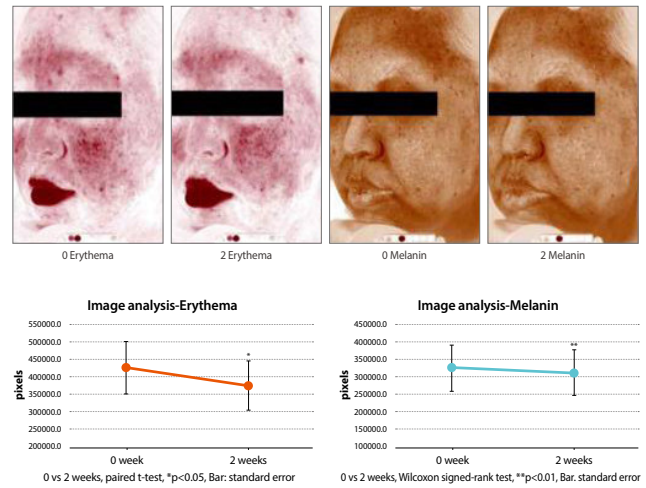 0 Erythema
2 Erythema
0 Melanin
2 Melanin
Image analysis-Erythema
550000.0
500000.0
450000.0
400000.0
350000.0
300000.0
250000.0
200000.0
pixels
*
0 week
2 weeks
0 vs 2 weeks, paired t-test, *p<0.05, Bar: standard error
Image analysis-Melanin
450000.0
400000.0
350000.0
300000.0
250000.0
200000.0
150000.0
100000.0
pixels
**
0 week
2 weeks
0 vs 2 weeks, Wilcoxon signed-rank test, **p<0.01, Bar: standard error